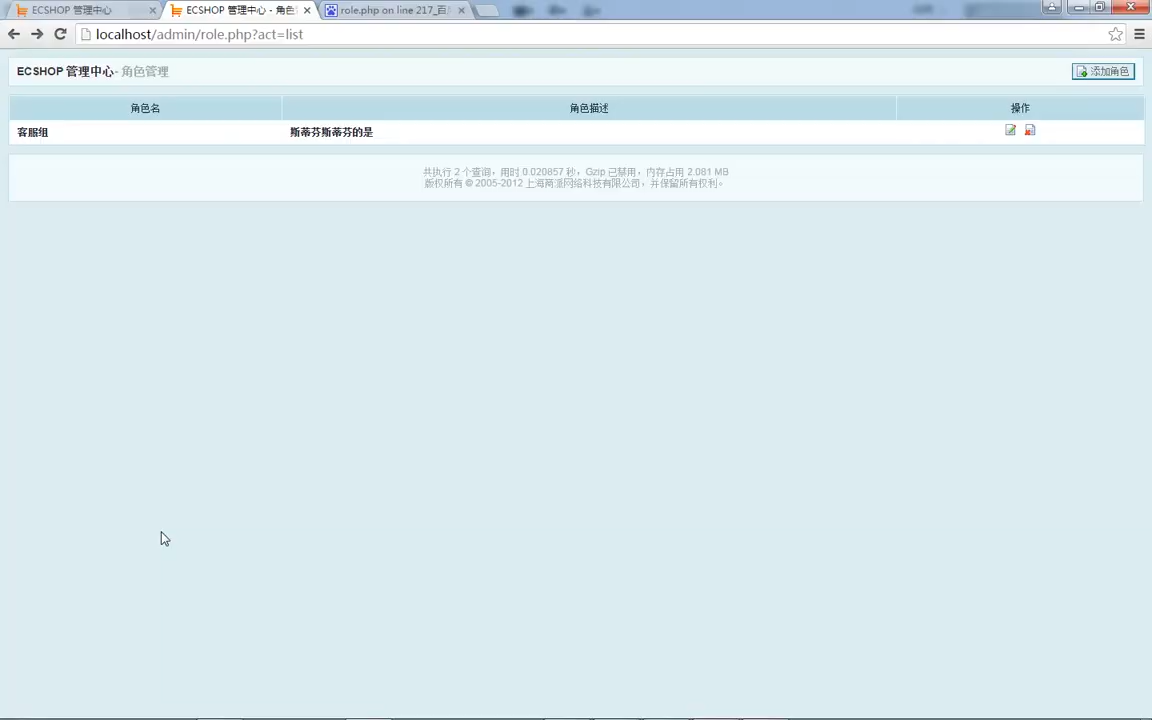 ECSHOP 管理中心
ECSHOP 管理中心 - 角色
role.php on line 217_百
localhost/admin/role.php?act=list
ECSHOP 管理中心 - 角色管理
添加角色
角色名 角色描述 操作
客服组 斯蒂芬斯蒂芬的是
共执行 2 个查询，用时 0.020857 秒，Gzip 已禁用，内存占用 2.081 MB
版权所有 © 2005-2012 上海商派网络科技有限公司，并保留所有权利。